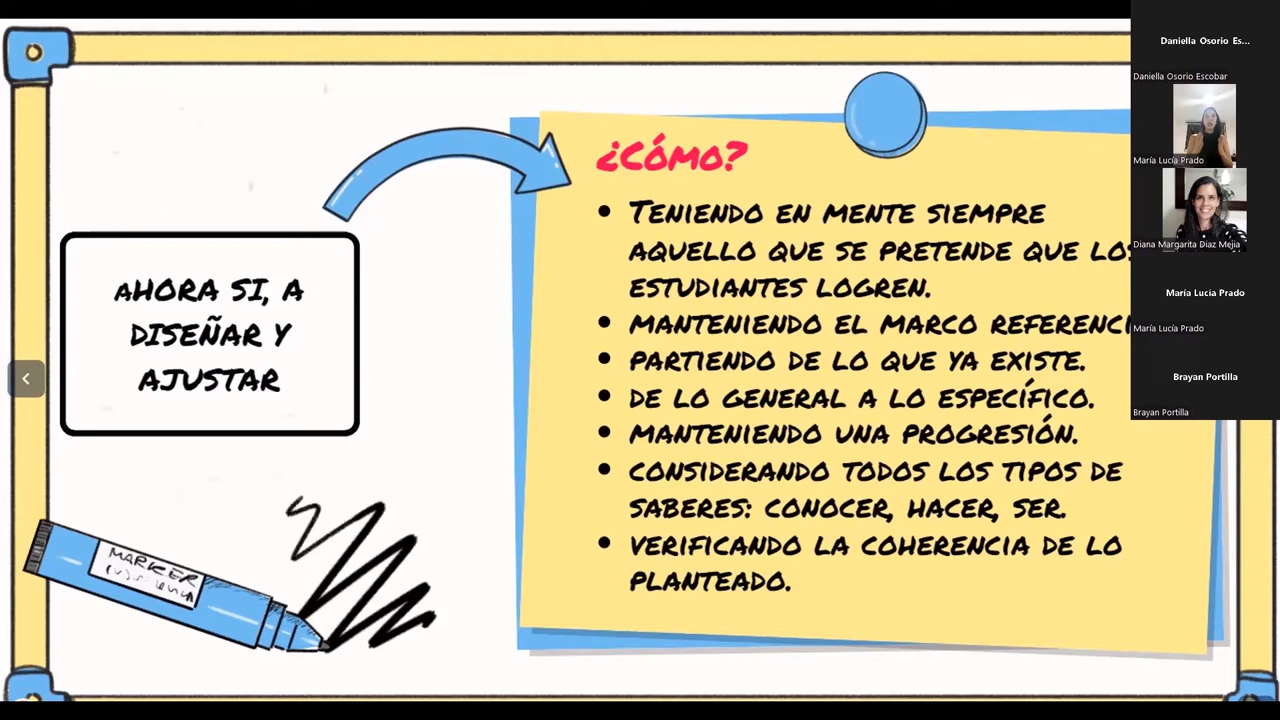 AHORA SI, A
DISEÑAR Y
AJUSTAR
¿CÓMO?
TENIENDO EN MENTE SIEMPRE
AQUELLO QUE SE PRETENDE QUE LOS
ESTUDIANTES LOGREN.
MANTENIENDO EL MARCO
PARTIENDO DE LO QUE YA EXISTE.
DE LO GENERAL A LO ESPECÍFICO.
MANTENIENDO UNA PROGRESIÓN.
CONSIDERANDO TODOS LOS TIPOS DE
SABERES: CONOCER, HACER, SER.
VERIFICANDO LA COHERENCIA DE LO
PLANTEADO.
MARKER
Daniella Osorio Es...
Daniella Osorio Escobar
María Lucía Prado
Diana Margarita Diaz Mejia
María Lucía Prado
María Lucía Prado
Brayan Portilla
Brayan Portilla